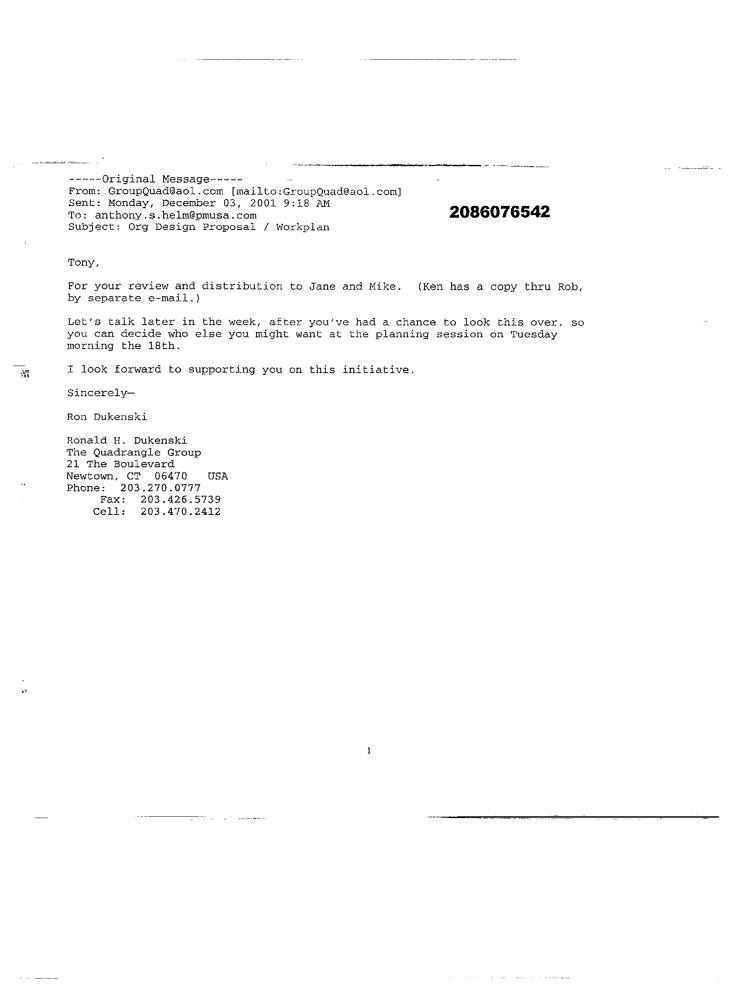 -----Original Message-----
From: GroupQuad@aol.com [mailto:GroupQuad@aol.com]
Sent: Monday, December 03, 2001 9:18 AM
To: anthony.s.helm@pmusa.com
Subject: Org Design Proposal / Workplan
2086076542
Tony,
For your review and distribution to Jane and Mike. (Ken has a copy thru Rob,
by separate e-mail.)
Let's talk later in the week, after you've had a chance to look this over, so
you can decide who else you might want at the planning session on Tuesday
morning the 18th.
I look forward to supporting you on this initiative.
Sincerely—
Ron Dukenski
Ronald H. Dukenski
The Quadrangle Group
21 The Boulevard
Newtown, CT 06470 USA
Phone: 203.270.0777
Fax: 203.426.5739
Cell: 203.470.2412
1